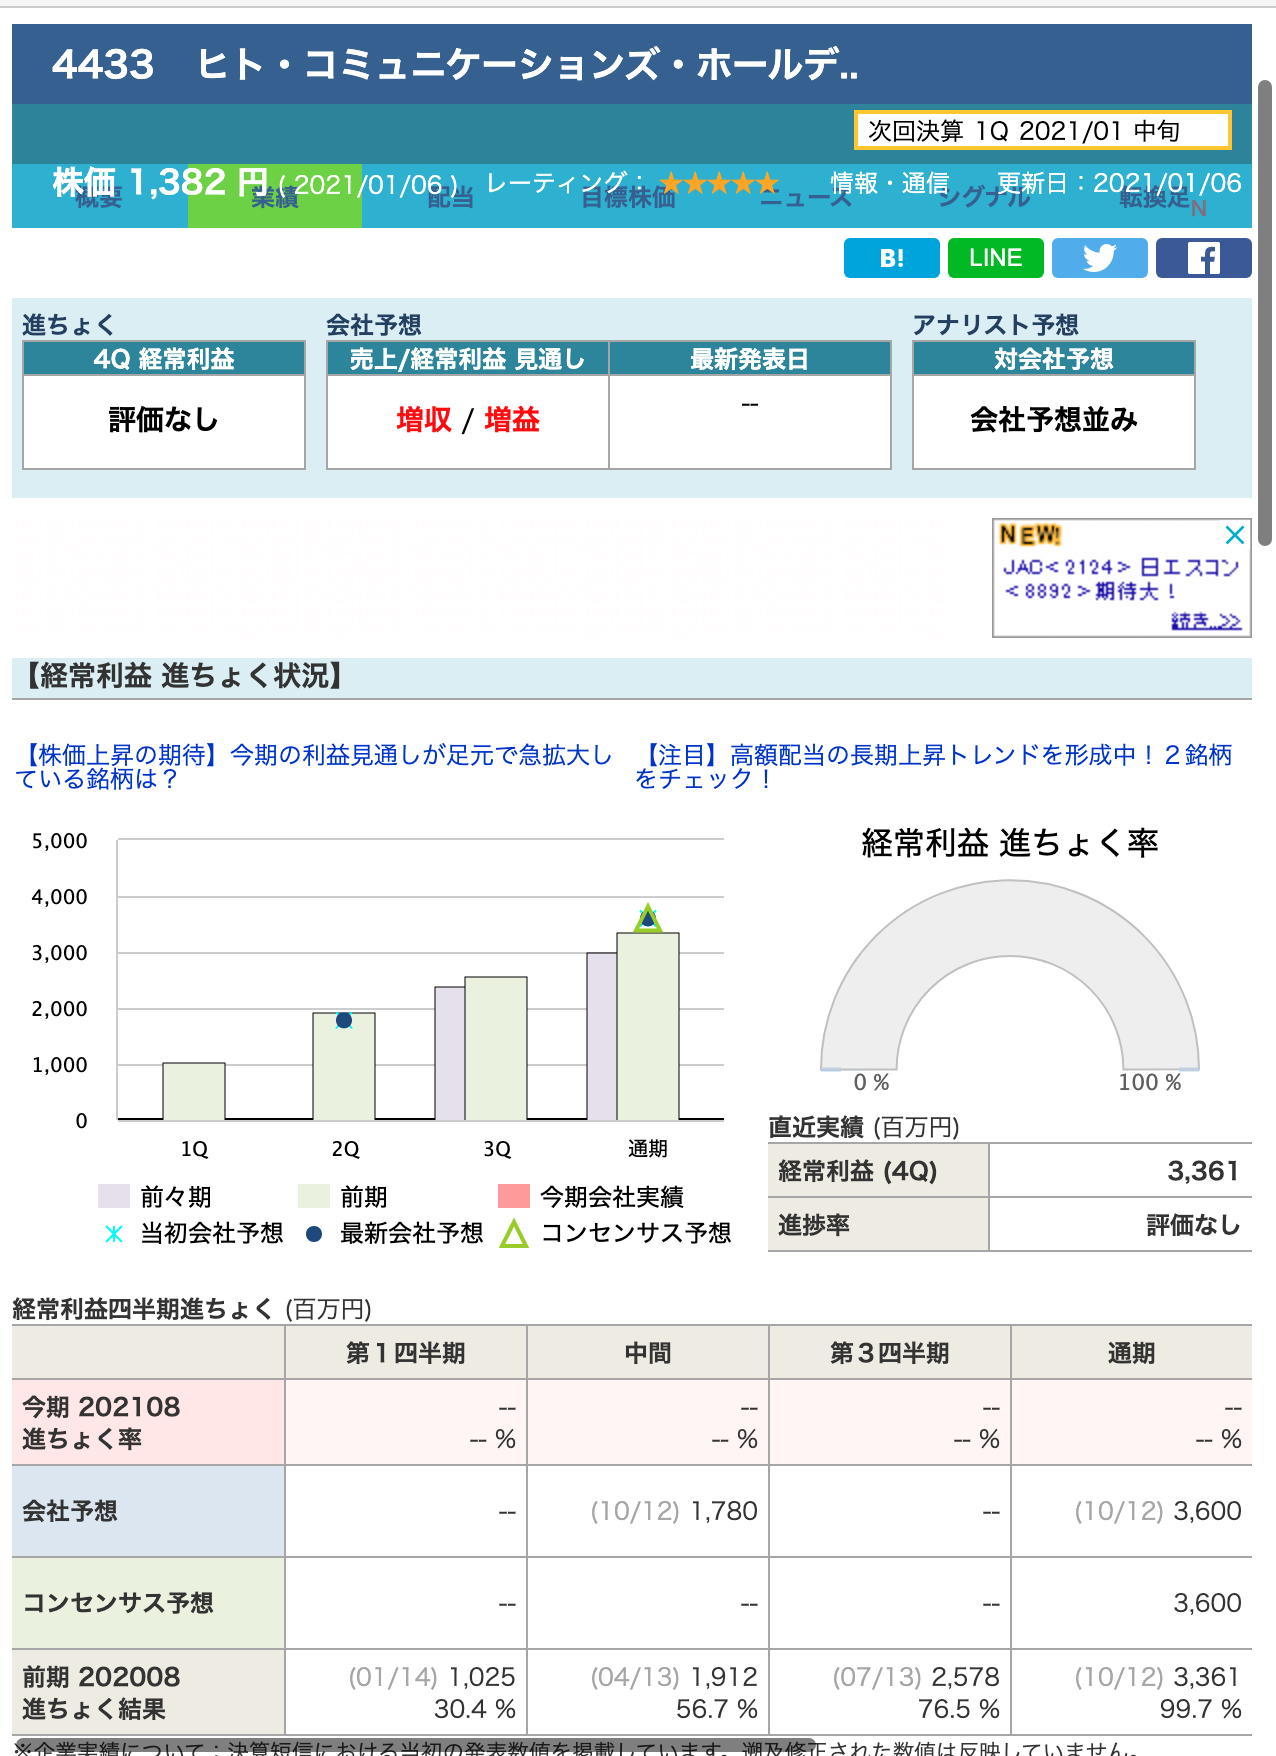 4433 ヒト・コミュニケーションズ・ホールデ..
次回決算 1Q 2021/01 中旬
株価 1,382 円 ( 2021/01/06 ) レーティング： ★★★★★ 情報・通信 更新日：2021/01/06
概要 業績 配当 目標株価 ニュース シグナル 転換足 N
B! LINE
進ちょく 会社予想 アナリスト予想
4Q 経常利益 売上/経常利益 見通し 最新発表日 対会社予想
評価なし 増収 / 増益 -- 会社予想並み
NEW!
JAC<2124> 日エスコン
<8892>期待大！
続き..>>
【経常利益 進ちょく状況】
【株価上昇の期待】今期の利益見通しが足元で急拡大し
ている銘柄は？
【注目】高額配当の長期上昇トレンドを形成中！２銘柄
をチェック！
5,000
4,000
3,000
2,000
1,000
0
1Q 2Q 3Q 通期
前々期 前期 今期会社実績
当初会社予想 最新会社予想 コンセンサス予想
経常利益 進ちょく率
0 % 100 %
直近実績 (百万円)
経常利益 (4Q) 3,361
進捗率 評価なし
経常利益四半期進ちょく (百万円)
第１四半期 中間 第３四半期 通期
今期 202108 -- -- -- --
進ちょく率 -- % -- % -- % -- %
会社予想 -- (10/12) 1,780 -- (10/12) 3,600
コンセンサス予想 -- -- -- 3,600
前期 202008 (01/14) 1,025 (04/13) 1,912 (07/13) 2,578 (10/12) 3,361
進ちょく結果 30.4 % 56.7 % 76.5 % 99.7 %
※企業実績について：決算短信における当初の発表数値を掲載しています。遡及修正された数値は反映していません。